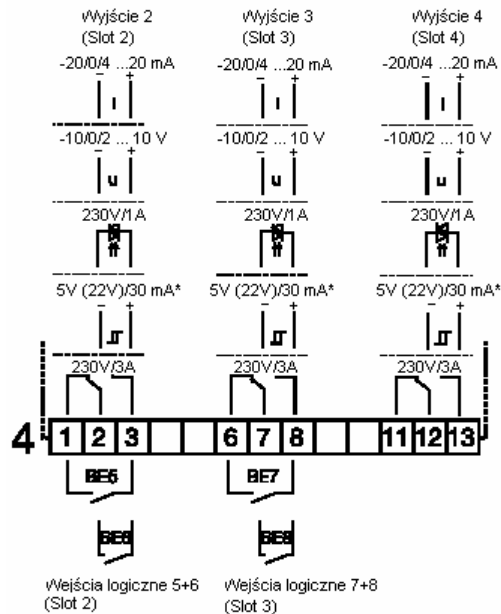 Wyjście 2 Wyjście 3 Wyjście 4
(Slot 2) (Slot 3) (Slot 4)
-20/0/4 ...20 mA -20/0/4 ...20 mA -20/0/4 ...20 mA
− + − + − +
I I I
-10/0/2 ... 10 V -10/0/2 ... 10 V -10/0/2 ... 10 V
− + − + − +
u u u
230V/1A 230V/1A 230V/1A
5V (22V)/30 mA* 5V (22V)/30 mA* 5V (22V)/30 mA*
− + − + − +
230V/3A 230V/3A 230V/3A
4 1 2 3 6 7 8 11 12 13
BE5 BE7
BE6 BE8
Wejścia logiczne 5+6 Wejścia logiczne 7+8
(Slot 2) (Slot 3)